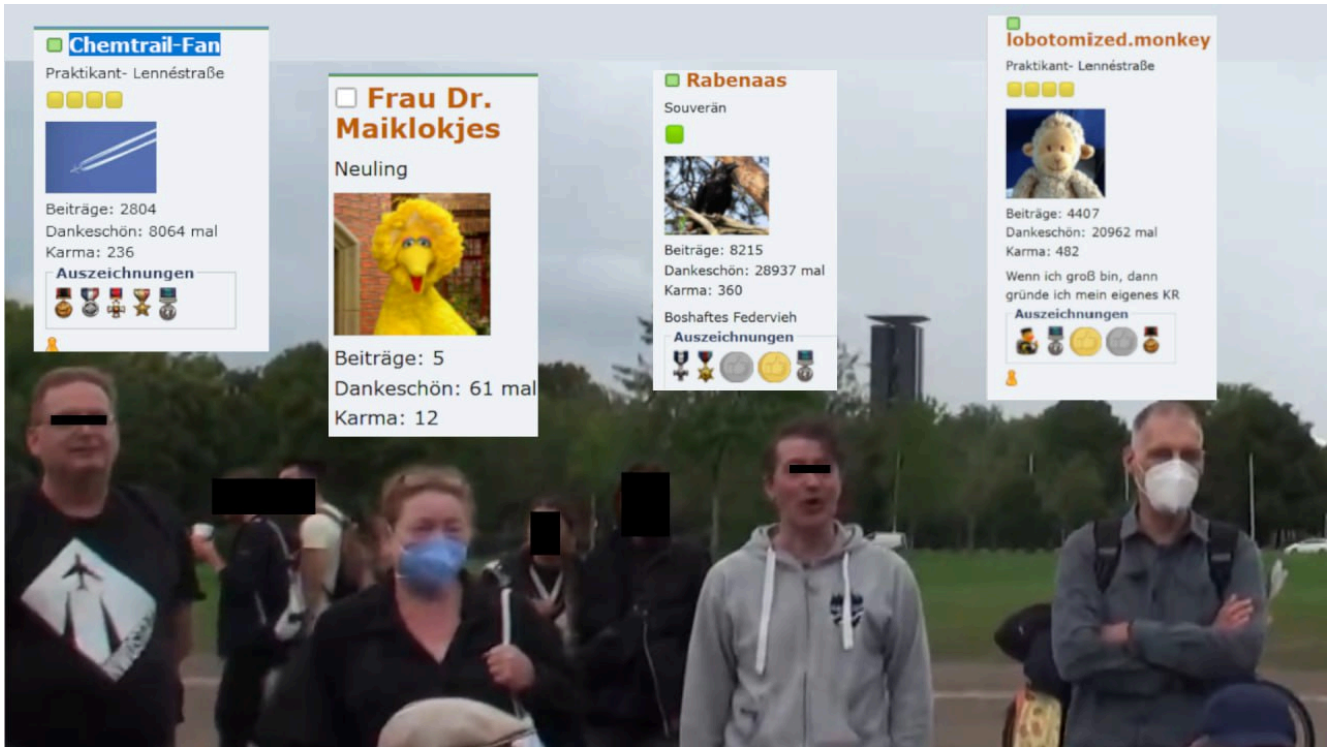 Chemtrail-Fan
Praktikant- Lennéstraße
Beiträge: 2804
Dankeschön: 8064 mal
Karma: 236
Auszeichnungen
Frau Dr.
Maiklokjes
Neuling
Beiträge: 5
Dankeschön: 61 mal
Karma: 12
Rabenaas
Souverän
Beiträge: 8215
Dankeschön: 28937 mal
Karma: 360
Boshaftes Federvieh
Auszeichnungen
lobotomized.monkey
Praktikant- Lennéstraße
Beiträge: 4407
Dankeschön: 20962 mal
Karma: 482
Wenn ich groß bin, dann
gründe ich mein eigenes KR
Auszeichnungen